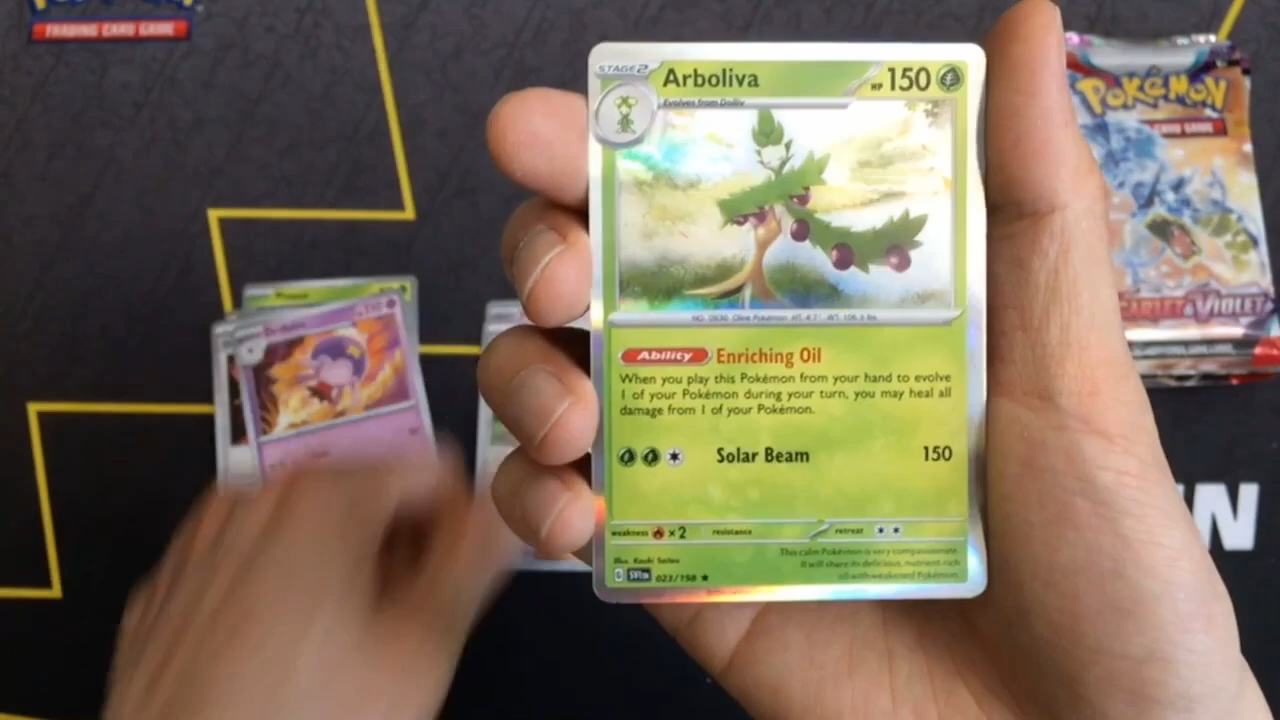 TRADING CARD GAME
STAGE2
Arboliva
HP 150
Evolves from Dolliv
NO. 0930 Olive Pokémon HT: 4'7" WT: 106.3 lbs
Ability Enriching Oil
When you play this Pokémon from your hand to evolve
1 of your Pokémon during your turn, you may heal all
damage from 1 of your Pokémon.
Solar Beam 150
weakness ×2 resistance retreat
This calm Pokémon is very compassionate.
It will share its delicious, nutrient-rich
oil with weakened Pokémon.
Illus. Kouki Saitou
G SVI EN 023/198 ★
POKÉMON
CARD GAME
SCARLET & VIOLET